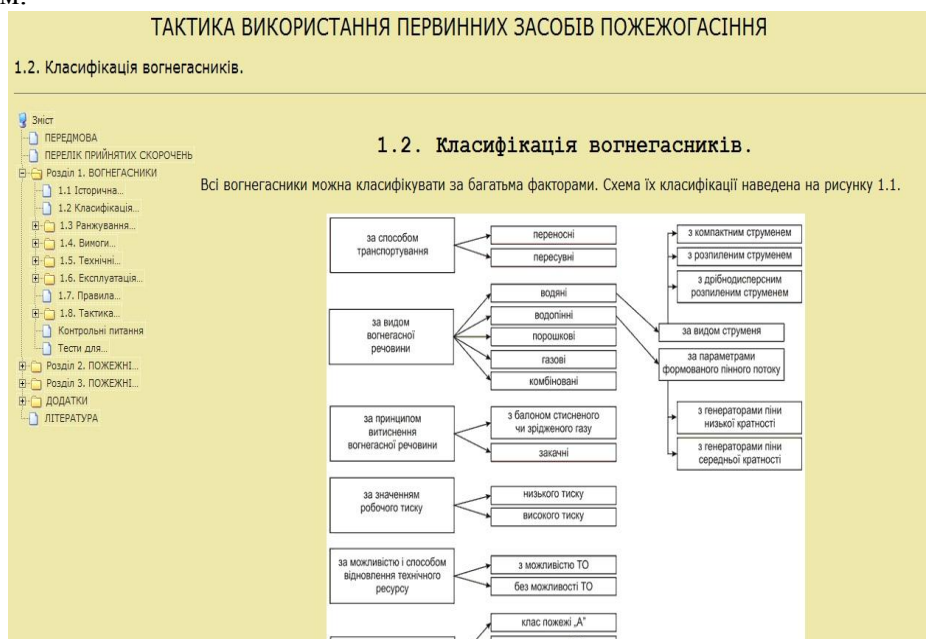 ТАКТИКА ВИКОРИСТАННЯ ПЕРВИННИХ ЗАСОБІВ ПОЖЕЖОГАСІННЯ
1.2. Класифікація вогнегасників.
Зміст
ПЕРЕДМОВА
ПЕРЕЛІК ПРИЙНЯТИХ СКОРОЧЕНЬ
Розділ 1. ВОГНЕГАСНИКИ
1.1 Історична...
1.2 Класифікація...
1.3 Ранжування...
1.4. Вимоги...
1.5. Технічні...
1.6. Експлуатація...
1.7. Правила...
1.8. Тактика...
Контрольні питання
Тести для...
Розділ 2. ПОЖЕЖНІ...
Розділ 3. ПОЖЕЖНІ...
ДОДАТКИ
ЛІТЕРАТУРА
1.2. Класифікація вогнегасників.
Всі вогнегасники можна класифікувати за багатьма факторами. Схема їх класифікації наведена на рисунку 1.1.
за способом
транспортування
переносні
пересувні
за видом
вогнегасної
речовини
водяні
водопінні
порошкові
газові
комбіновані
з компактним струменем
з розпиленим струменем
з дрібнодисперсним
розпиленим струменем
за видом струменя
за параметрами
формованого пінного потоку
з генераторами піни
низької кратності
з генераторами піни
середньої кратності
за принципом
витиснення
вогнегасної речовини
з балоном стисненого
чи зрідженого газу
закачні
за значенням
робочого тиску
низького тиску
високого тиску
за можливістю і способом
відновлення технічного
ресурсу
з можливістю ТО
без можливості ТО
клас пожежі „А"